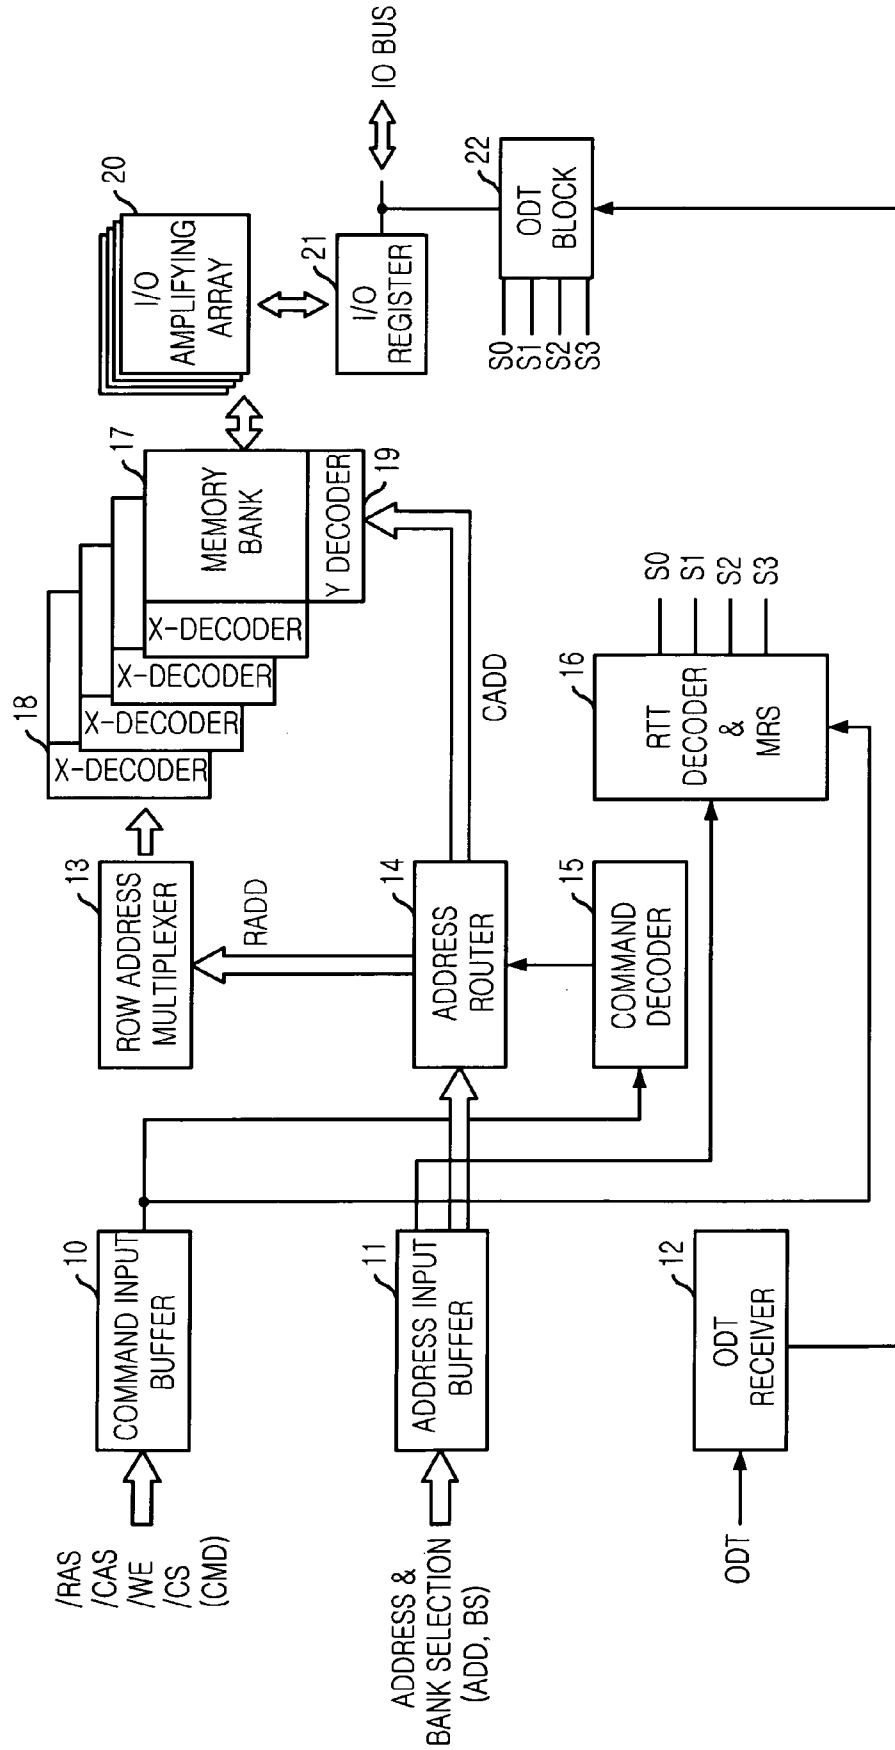 /RAS
/CAS
/WE
/CS
(CMD)
10
COMMAND INPUT
BUFFER
13
ROW ADDRESS
MULTIPLEXER
18
X-DECODER
X-DECODER
X-DECODER
X-DECODER
17
MEMORY
BANK
Y DECODER
19
20
I/O
AMPLIFYING
ARRAY
RADD
ADDRESS &
BANK SELECTION
(ADD, BS)
11
ADDRESS INPUT
BUFFER
14
ADDRESS
ROUTER
CADD
21
I/O
REGISTER
IO BUS
15
COMMAND
DECODER
16
RTT
DECODER
&
MRS
S0
S1
S2
S3
S0
S1
S2
S3
22
ODT
BLOCK
ODT
12
ODT
RECEIVER